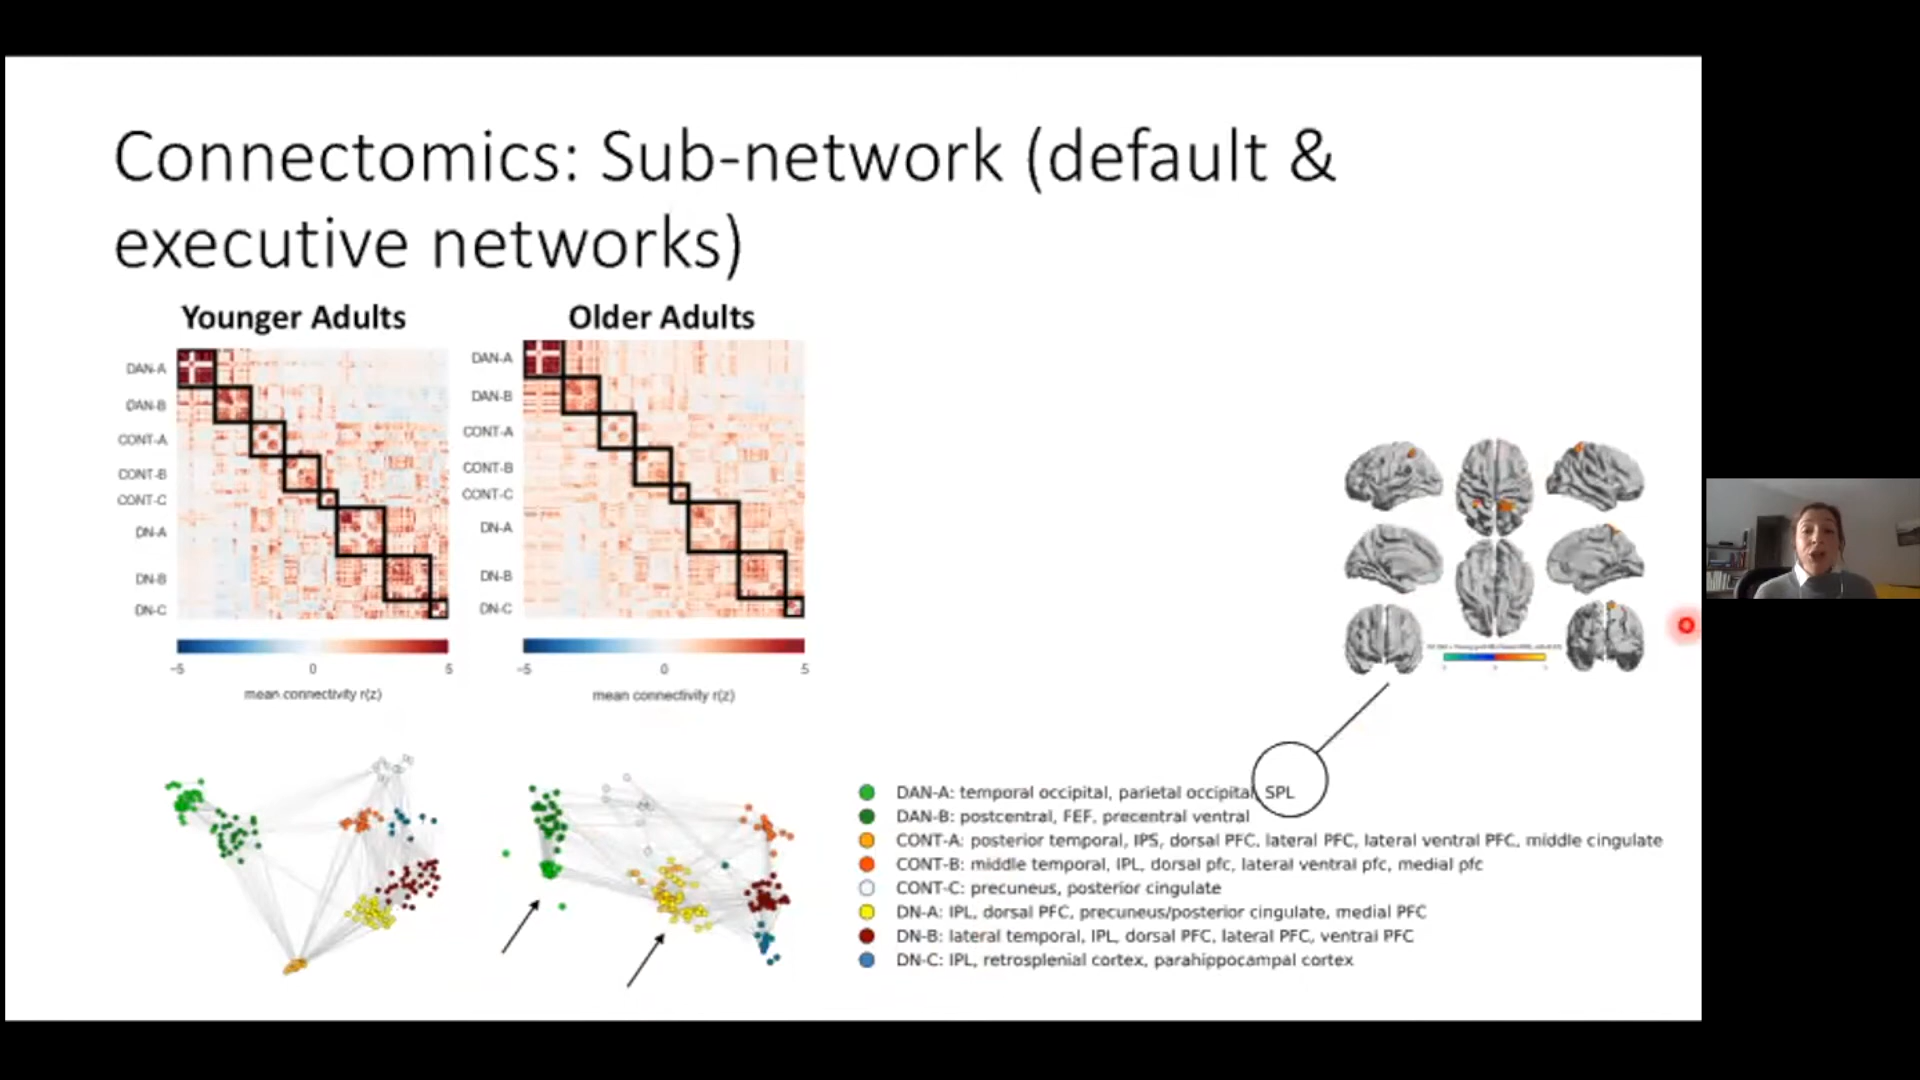 Connectomics: Sub-network (default &
executive networks)
Younger Adults
DAN-A
DAN-B
CONT-A
CONT-B
CONT-C
DN-A
DN-B
DN-C
-5 0 5
mean connectivity r(z)
Older Adults
DAN-A
DAN-B
CONT-A
CONT-B
CONT-C
DN-A
DN-B
DN-C
-5 0 5
mean connectivity r(z)
DAN-A: temporal occipital, parietal occipital, SPL
DAN-B: postcentral, FEF, precentral ventral
CONT-A: posterior temporal, IPS, dorsal PFC, lateral PFC, lateral ventral PFC, middle cingulate
CONT-B: middle temporal, IPL, dorsal pfc, lateral ventral pfc, medial pfc
CONT-C: precuneus, posterior cingulate
DN-A: IPL, dorsal PFC, precuneus/posterior cingulate, medial PFC
DN-B: lateral temporal, IPL, dorsal PFC, lateral PFC, ventral PFC
DN-C: IPL, retrosplenial cortex, parahippocampal cortex